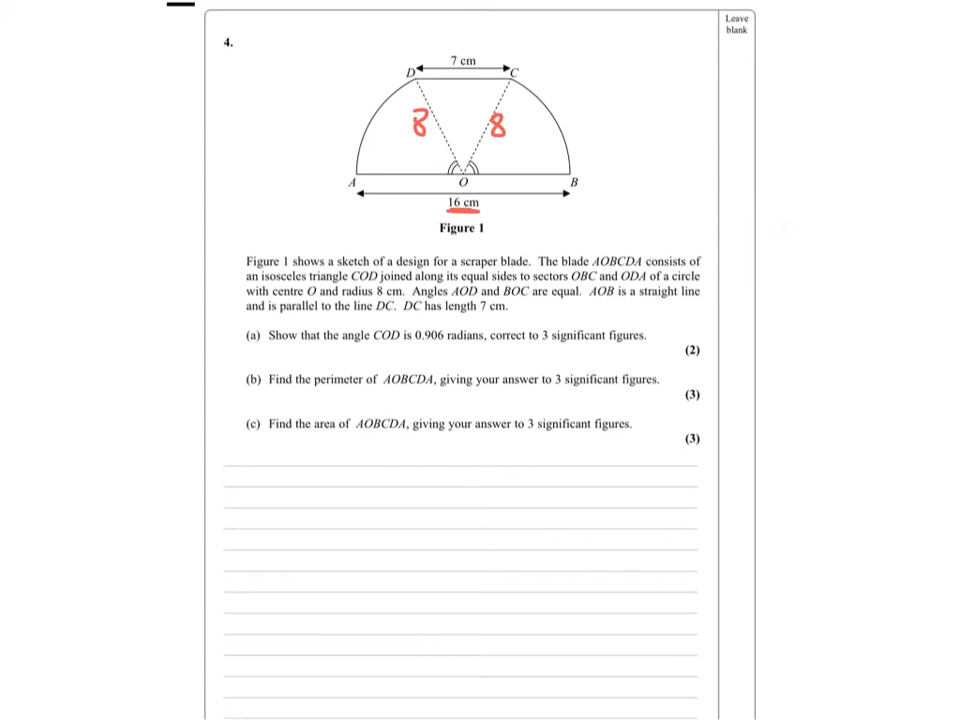 Leave
blank
4.
7 cm
D C
8 8
A O B
16 cm
Figure 1
Figure 1 shows a sketch of a design for a scraper blade. The blade AOBCDA consists of
an isosceles triangle COD joined along its equal sides to sectors OBC and ODA of a circle
with centre O and radius 8 cm. Angles AOD and BOC are equal. AOB is a straight line
and is parallel to the line DC. DC has length 7 cm.
(a) Show that the angle COD is 0.906 radians, correct to 3 significant figures.
(2)
(b) Find the perimeter of AOBCDA, giving your answer to 3 significant figures.
(3)
(c) Find the area of AOBCDA, giving your answer to 3 significant figures.
(3)